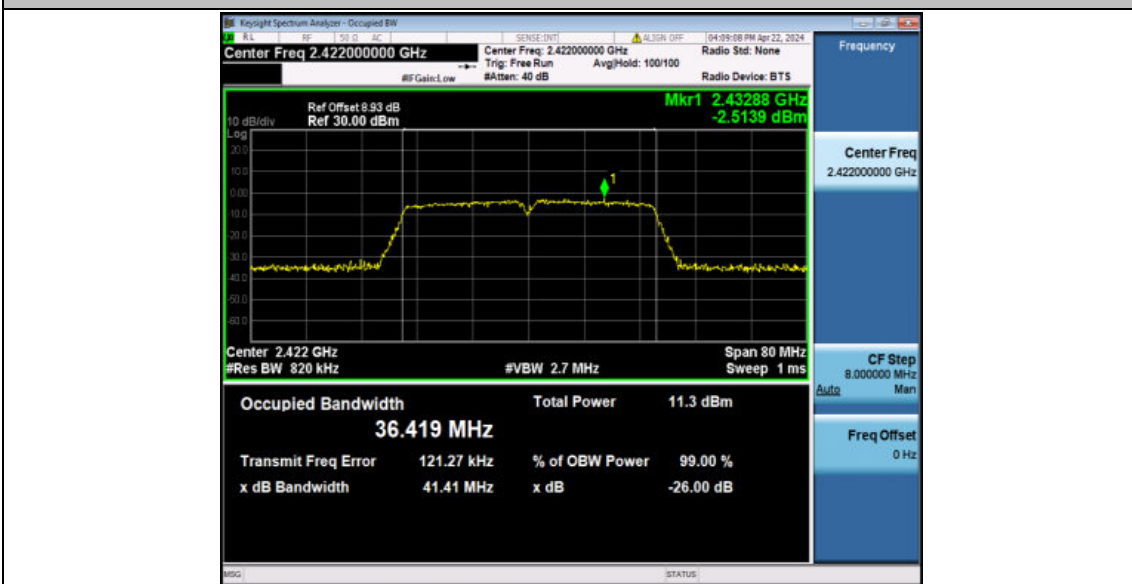 Keysight Spectrum Analyzer - Occupied BW
RL RF 50 Ω AC SENSE:INT ALIGN OFF 04:09:08 PM Apr 22, 2024
Center Freq 2.422000000 GHz
Center Freq: 2.422000000 GHz
Radio Std: None
Trig: Free Run Avg|Hold: 100/100
#IFGain:Low
#Atten: 40 dB
Radio Device: BTS
Frequency
Mkr1 2.43288 GHz
-2.5139 dBm
Ref Offset 8.93 dB
10 dB/div Ref 30.00 dBm
Log
20.0
10.0
0.00
-10.0
-20.0
-30.0
-40.0
-50.0
-60.0
1
Center 2.422 GHz
Span 80 MHz
#Res BW 820 kHz
#VBW 2.7 MHz
Sweep 1 ms
Center Freq
2.422000000 GHz
CF Step
8.000000 MHz
Auto Man
Freq Offset
0 Hz
Occupied Bandwidth
36.419 MHz
Total Power 11.3 dBm
Transmit Freq Error 121.27 kHz % of OBW Power 99.00 %
x dB Bandwidth 41.41 MHz x dB -26.00 dB
MSG STATUS